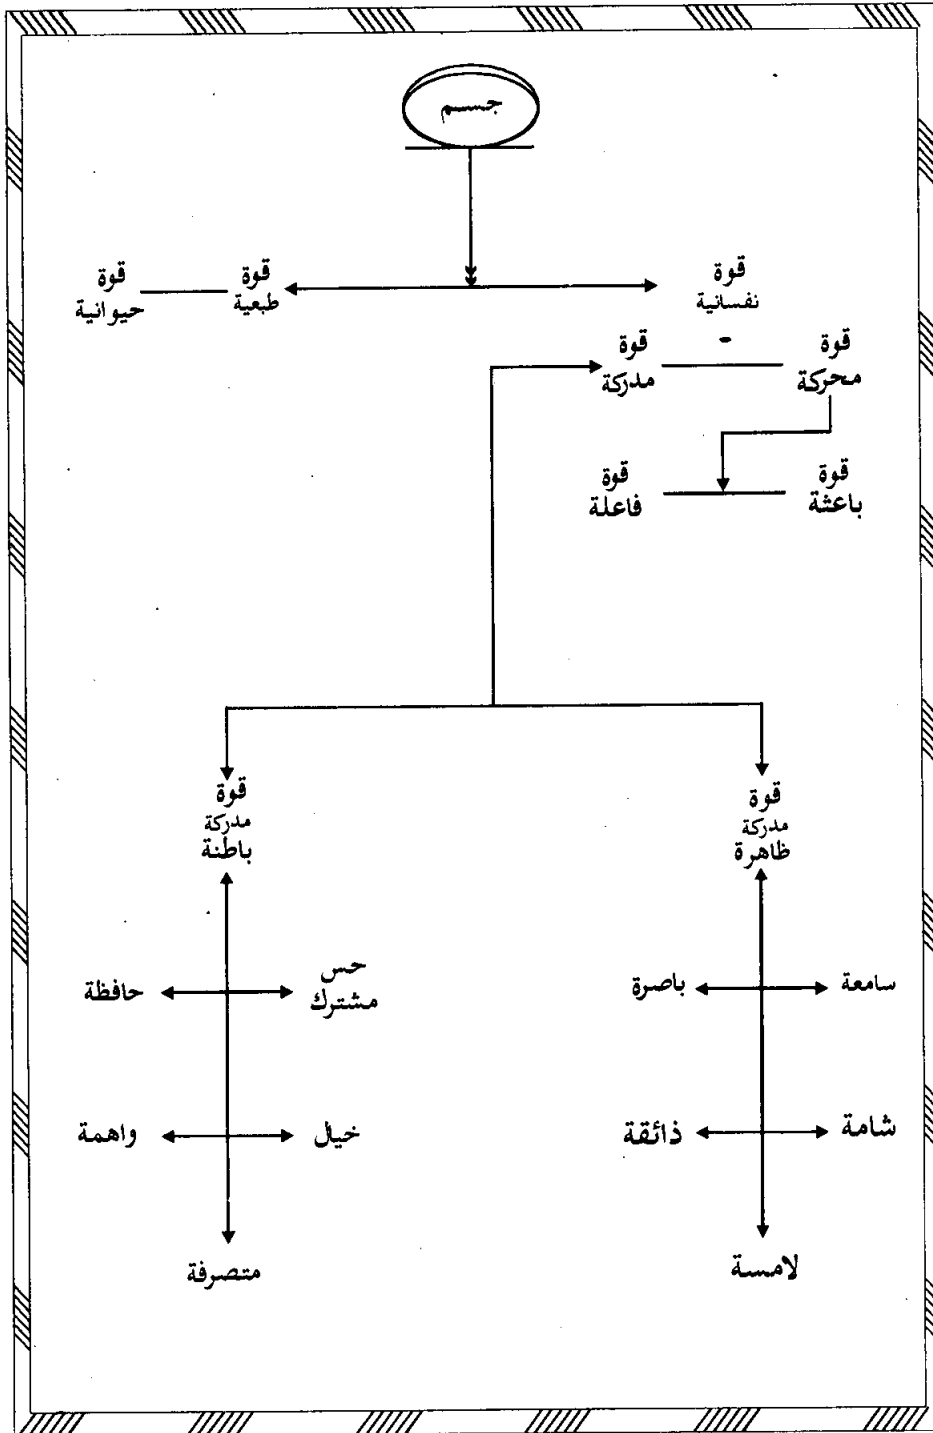 جسم
قوة
نفسانية
قوة
طبعية
قوة
حيوانية
قوة
محركة
قوة
مدركة
قوة
باعثة
قوة
فاعلة
قوة
مدركة
ظاهرة
قوة
مدركة
باطنة
سامعة
باصرة
شامة
ذائقة
لامسة
حس
مشترك
حافظة
خيال
واهمة
متصرفة